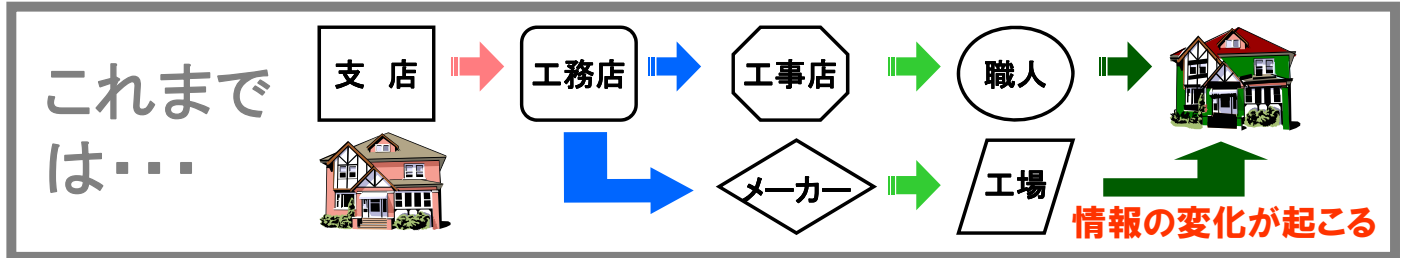 これまで
は・・・
支 店
工務店
工事店
職人
メーカー
工場
情報の変化が起こる